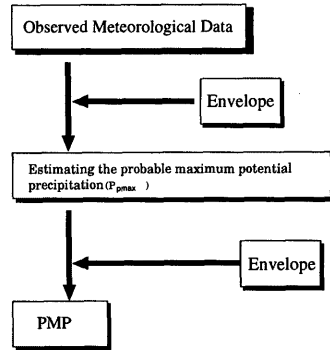 Observed Meteorological Data
Envelope
Estimating the probable maximum potential
precipitation (Ppmax )
Envelope
PMP